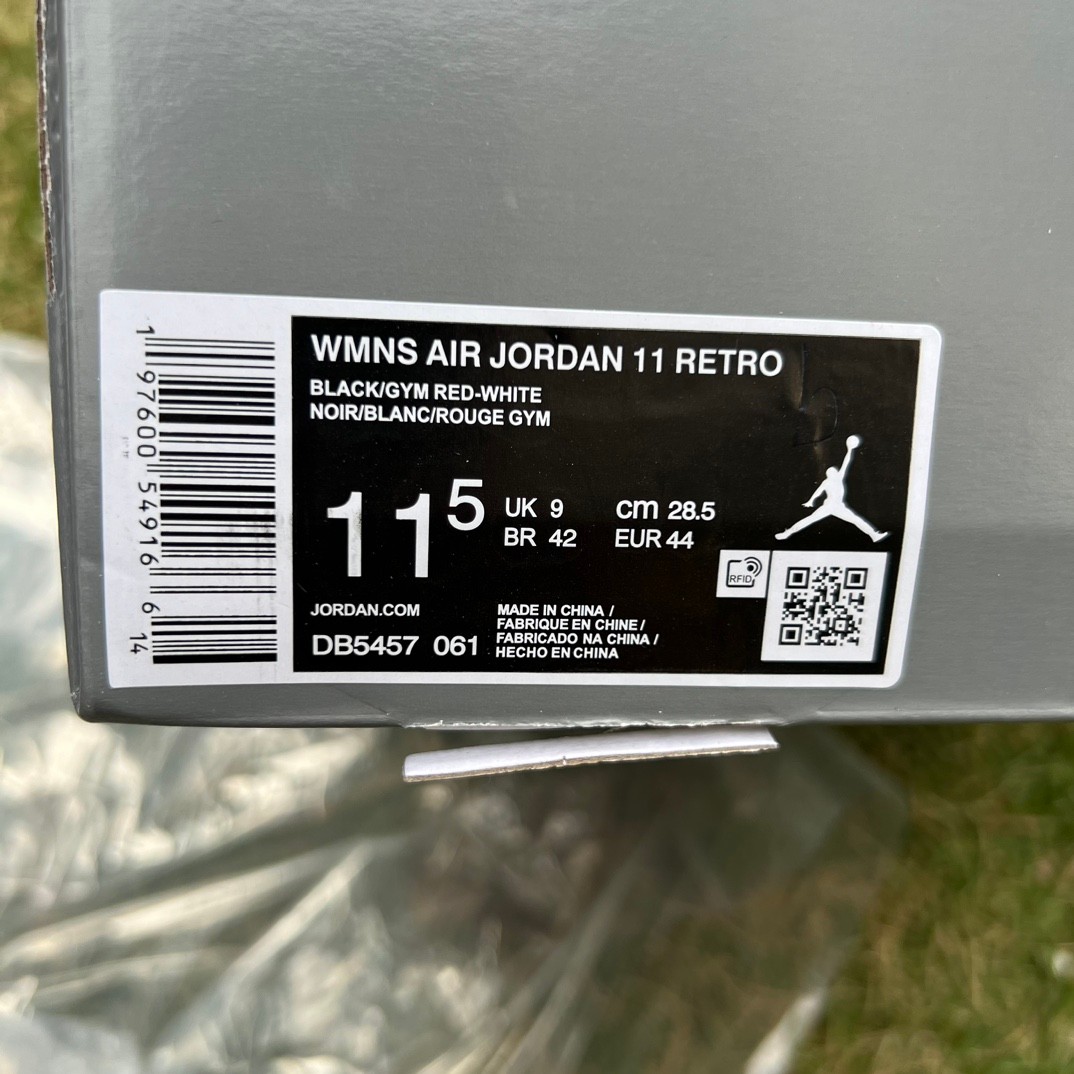 WMNS AIR JORDAN 11 RETRO
BLACK/GYM RED-WHITE
NOIR/BLANC/ROUGE GYM
11 5
UK 9 cm 28.5
BR 42 EUR 44
RFID
JORDAN.COM
DB5457 061
MADE IN CHINA /
FABRIQUE EN CHINE /
FABRICADO NA CHINA /
HECHO EN CHINA
1 97600 54916 6 14